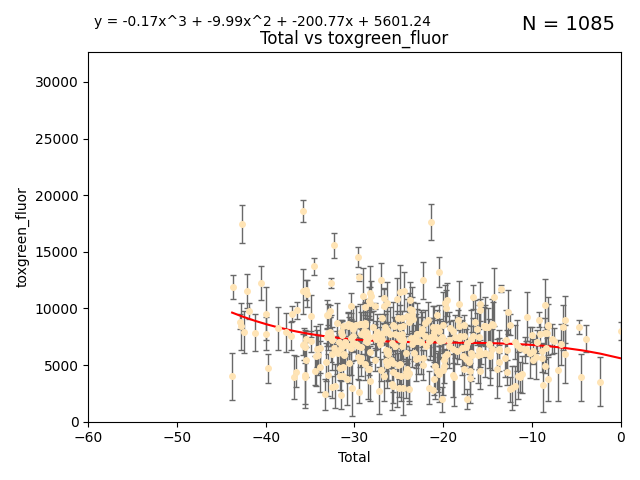 y = -0.17x^3 + -9.99x^2 + -200.77x + 5601.24
N = 1085
Total vs toxgreen_fluor
toxgreen_fluor
30000
25000
20000
15000
10000
5000
0
−60
−50
−40
−30
−20
−10
0
Total